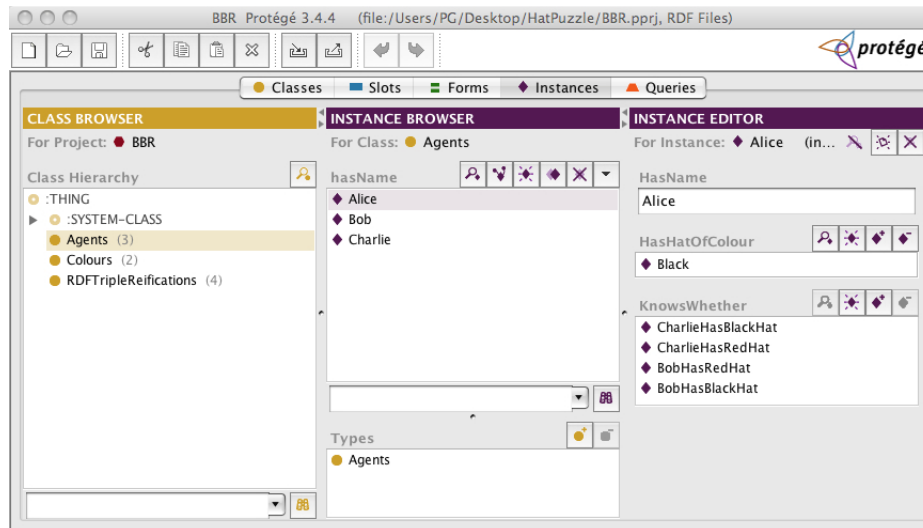 BBR Protégé 3.4.4 (file:/Users/PG/Desktop/HatPuzzle/BBR.pprj, RDF Files)
protégé
Classes Slots Forms Instances Queries
CLASS BROWSER
For Project: BBR
Class Hierarchy
:THING
:SYSTEM-CLASS
Agents (3)
Colours (2)
RDFTripleReifications (4)
INSTANCE BROWSER
For Class: Agents
hasName
Alice
Bob
Charlie
Types
Agents
INSTANCE EDITOR
For Instance: Alice (in...
HasName
Alice
HasHatOfColour
Black
KnowsWhether
CharlieHasBlackHat
CharlieHasRedHat
BobHasRedHat
BobHasBlackHat